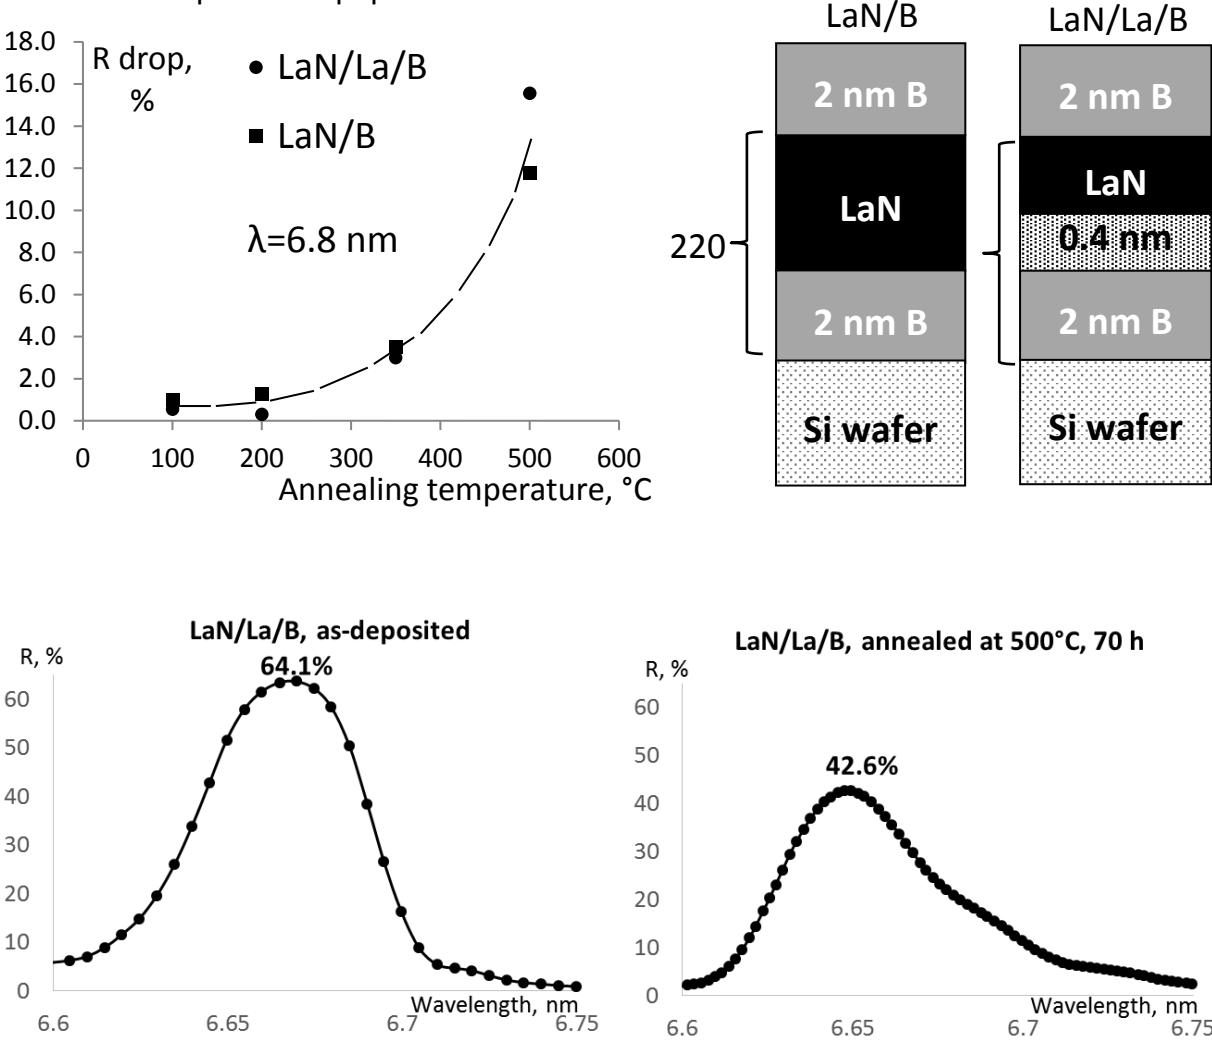 18.0
16.0
14.0
12.0
10.0
8.0
6.0
4.0
2.0
0.0
R drop,
%
LaN/La/B
LaN/B
λ=6.8 nm
0 100 200 300 400 500 600
Annealing temperature, °C
LaN/B
2 nm B
LaN
220
2 nm B
Si wafer
LaN/La/B
2 nm B
LaN
0.4 nm
2 nm B
Si wafer
LaN/La/B, as-deposited
R, %
64.1%
60
50
40
30
20
10
0
Wavelength, nm
6.6 6.65 6.7 6.75
LaN/La/B, annealed at 500°C, 70 h
R, %
42.6%
60
50
40
30
20
10
0
Wavelength, nm
6.6 6.65 6.7 6.75